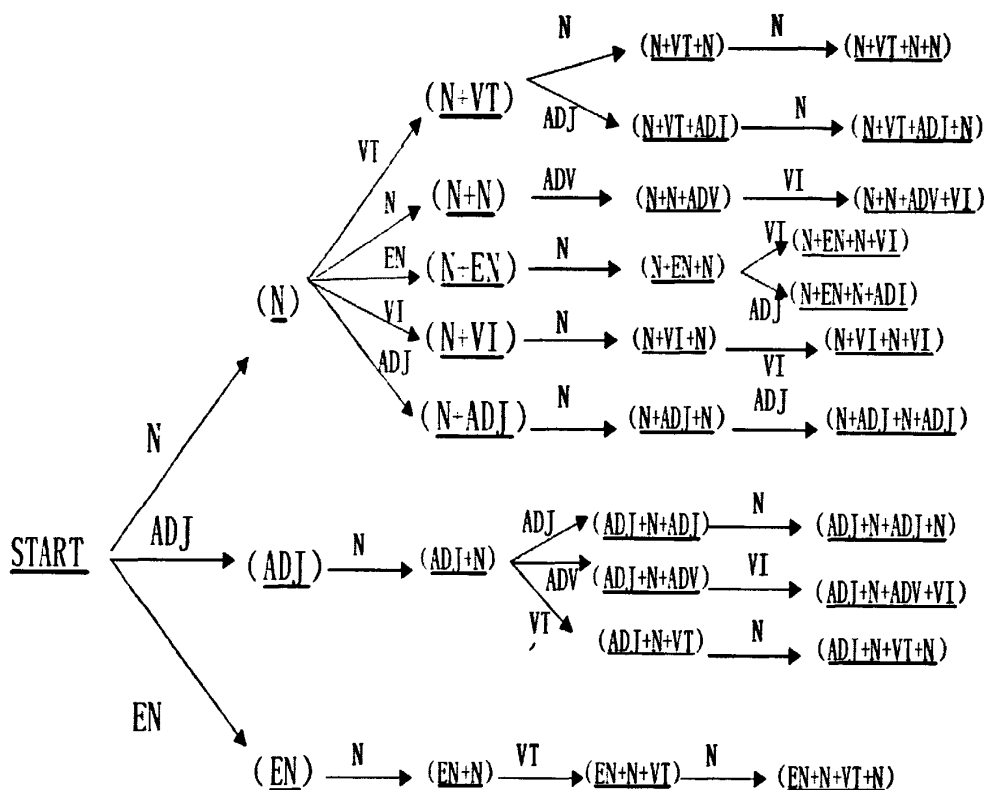 N N
(N+VT+N) (N+VT+N+N)
(N+VT)
ADJ N
(N+VT+ADJ) (N+VT+ADJ+N)
VT
N ADV VI
(N+N) (N+N+ADV) (N+N+ADV+VI)
EN N VI (N+EN+N+VI)
(N+EN) (N+EN+N)
ADJ (N+EN+N+ADI)
(N)
VI N
(N+VI) (N+VI+N) (N+VI+N+VI)
VI
ADJ N ADJ
(N+ADJ) (N+ADJ+N) (N+ADJ+N+ADJ)
N
ADJ (ADJ+N+ADJ) N (ADJ+N+ADJ+N)
START ADJ (ADJ) N (ADJ+N)
ADV (ADJ+N+ADV) VI (ADJ+N+ADV+VI)
VT (ADJ+N+VT) N (ADJ+N+VT+N)
EN
N VT N
(EN) (EN+N) (EN+N+VT) (EN+N+VT+N)